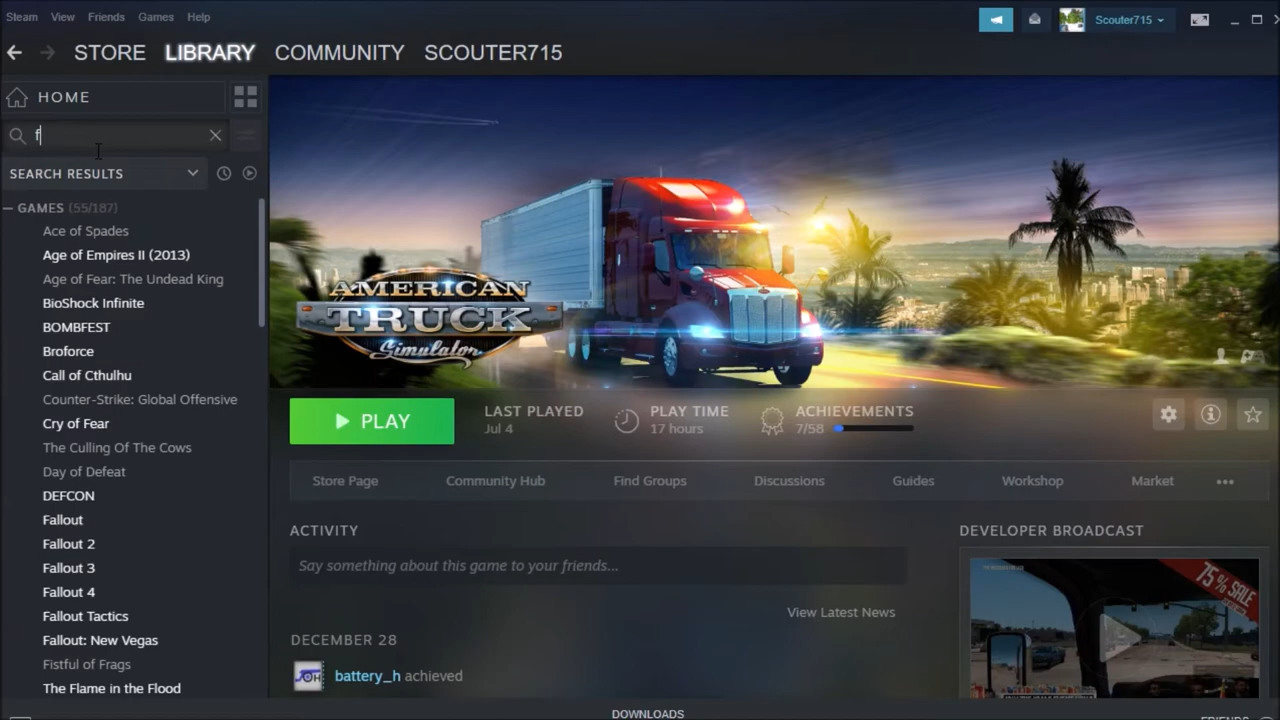 Steam View Friends Games Help
Scouter715
STORE LIBRARY COMMUNITY SCOUTER715
HOME
f
SEARCH RESULTS
GAMES (55/187)
Ace of Spades
Age of Empires II (2013)
Age of Fear: The Undead King
BioShock Infinite
BOMBFEST
Broforce
Call of Cthulhu
Counter-Strike: Global Offensive
Cry of Fear
The Culling Of The Cows
Day of Defeat
DEFCON
Fallout
Fallout 2
Fallout 3
Fallout 4
Fallout Tactics
Fallout: New Vegas
Fistful of Frags
The Flame in the Flood
AMERICAN
TRUCK
Simulator
PLAY
LAST PLAYED
Jul 4
PLAY TIME
17 hours
ACHIEVEMENTS
7/58
Store Page Community Hub Find Groups Discussions Guides Workshop Market
ACTIVITY
Say something about this game to your friends...
View Latest News
DECEMBER 28
battery_h achieved
DEVELOPER BROADCAST
75% SALE
DOWNLOADS